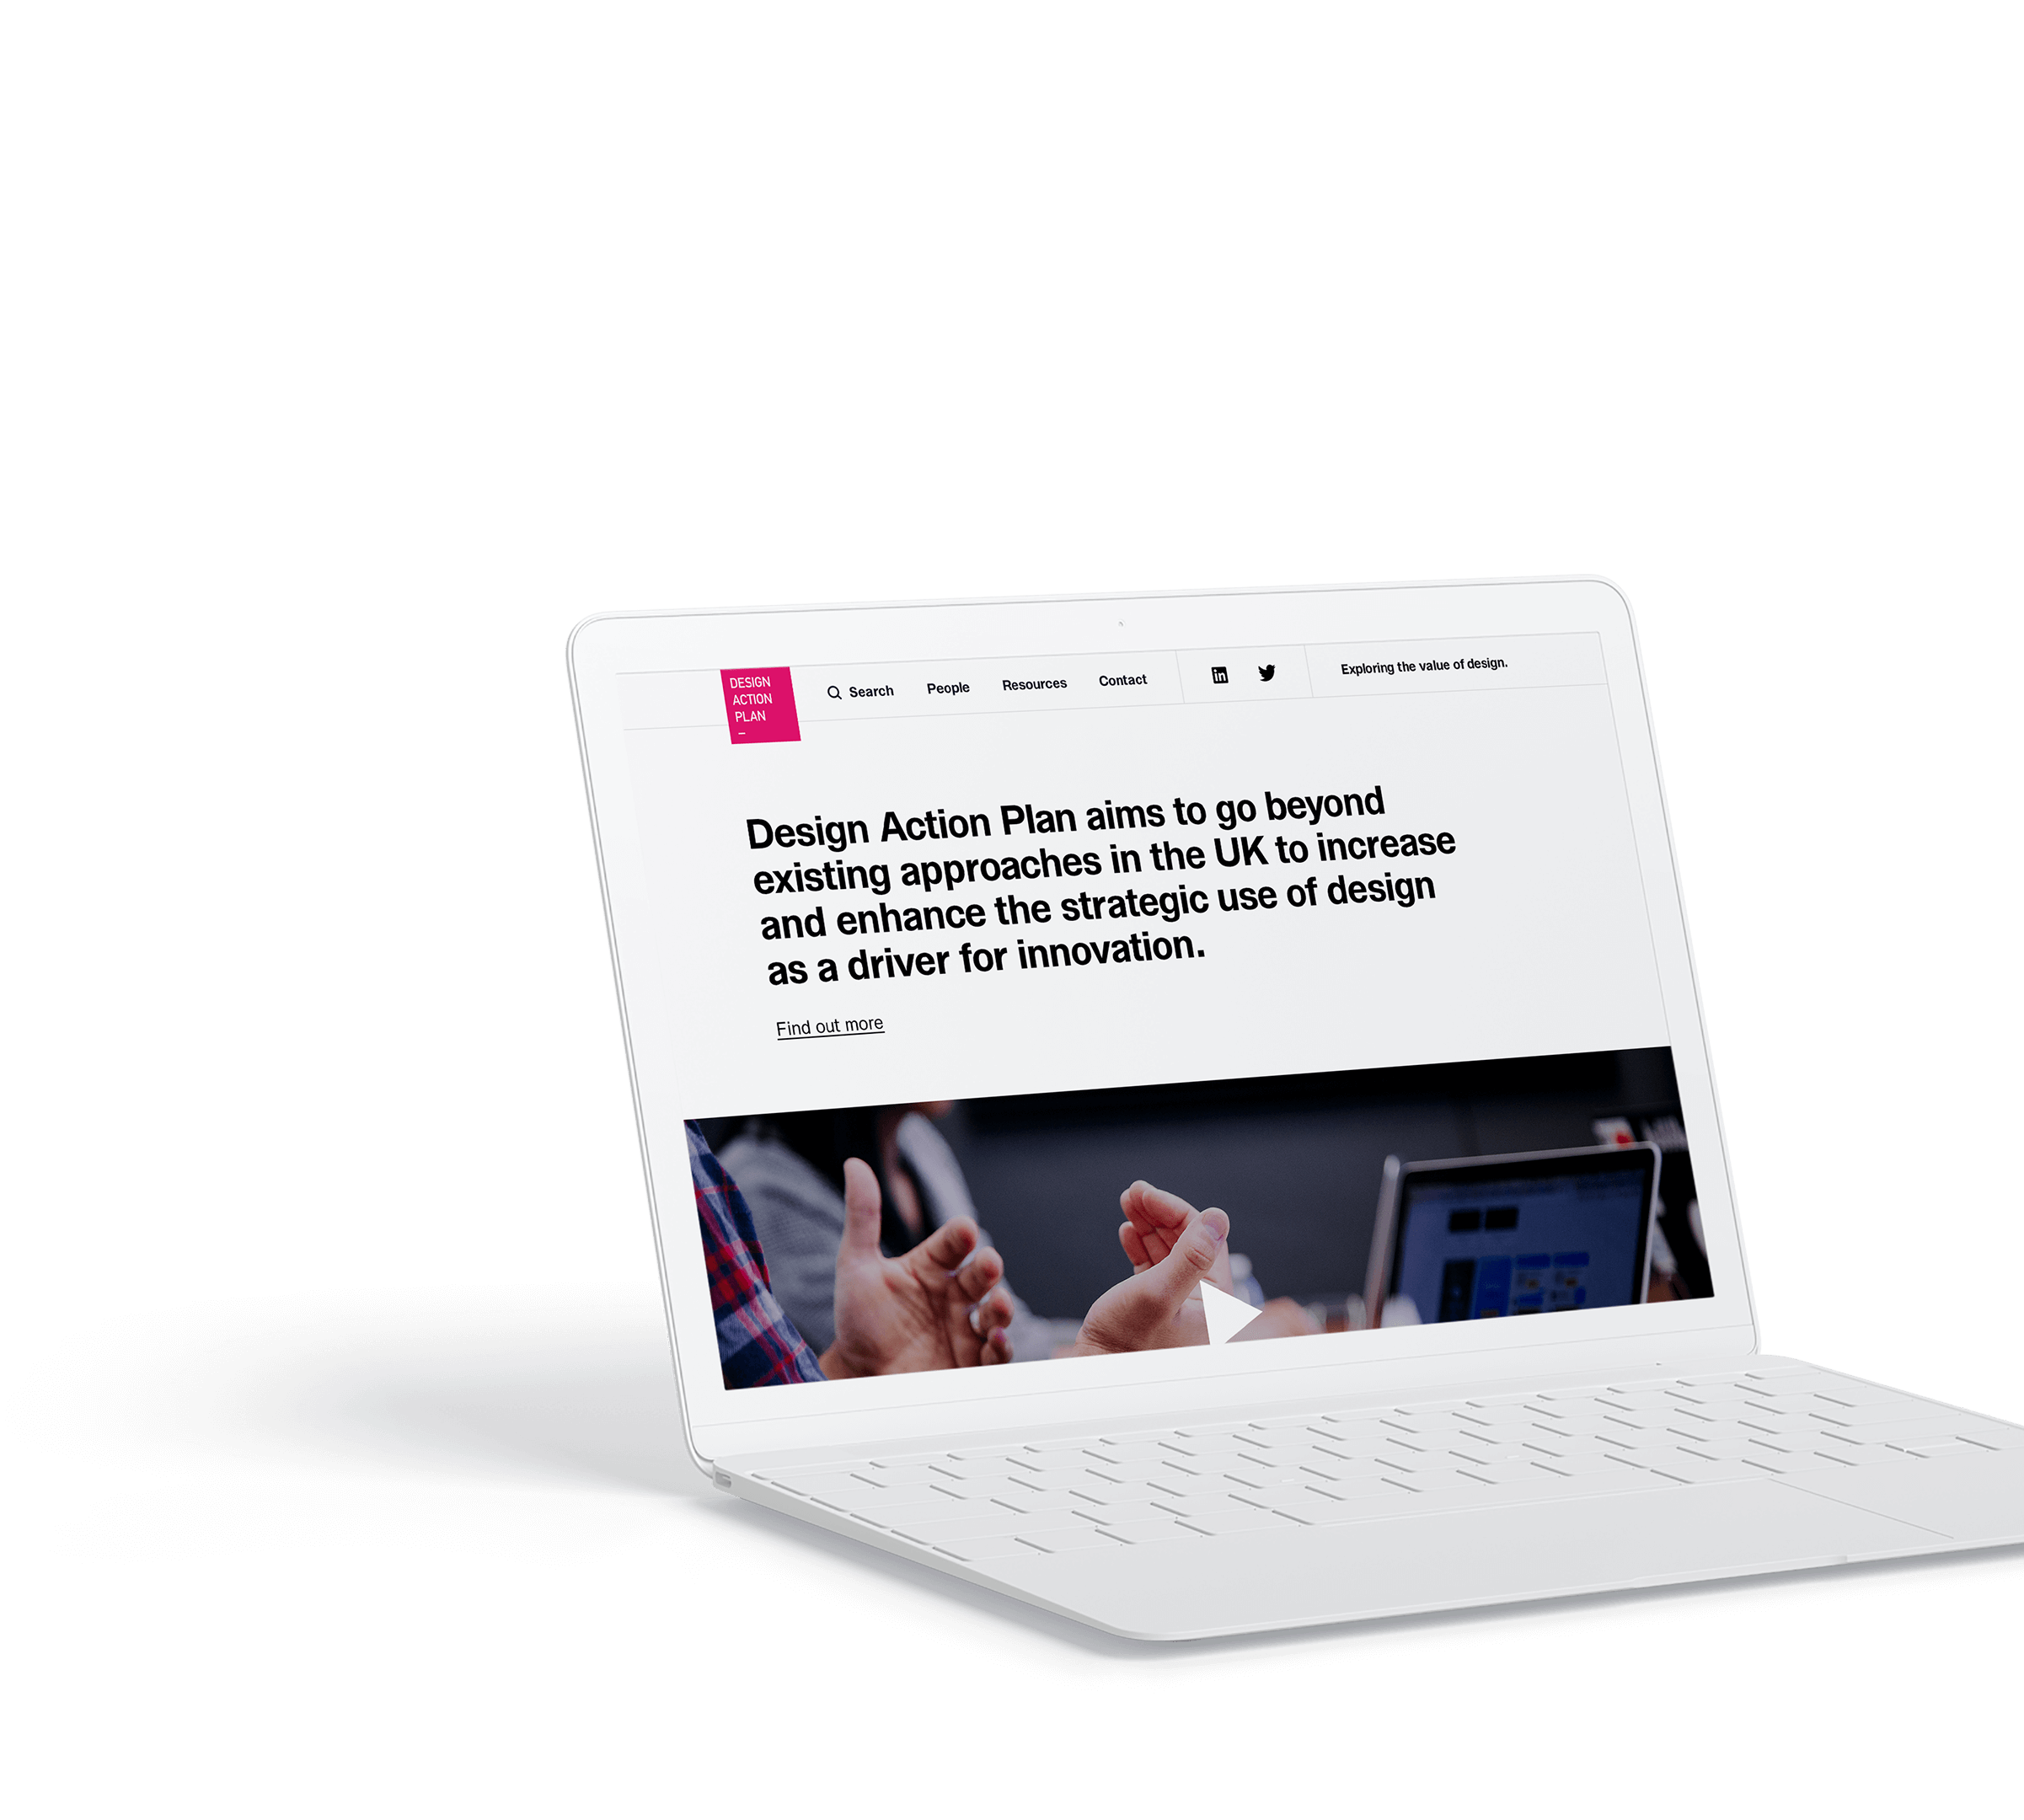 DESIGN
ACTION
PLAN
–
Search People Resources Contact in Exploring the value of design.
Design Action Plan aims to go beyond
existing approaches in the UK to increase
and enhance the strategic use of design
as a driver for innovation.
Find out more